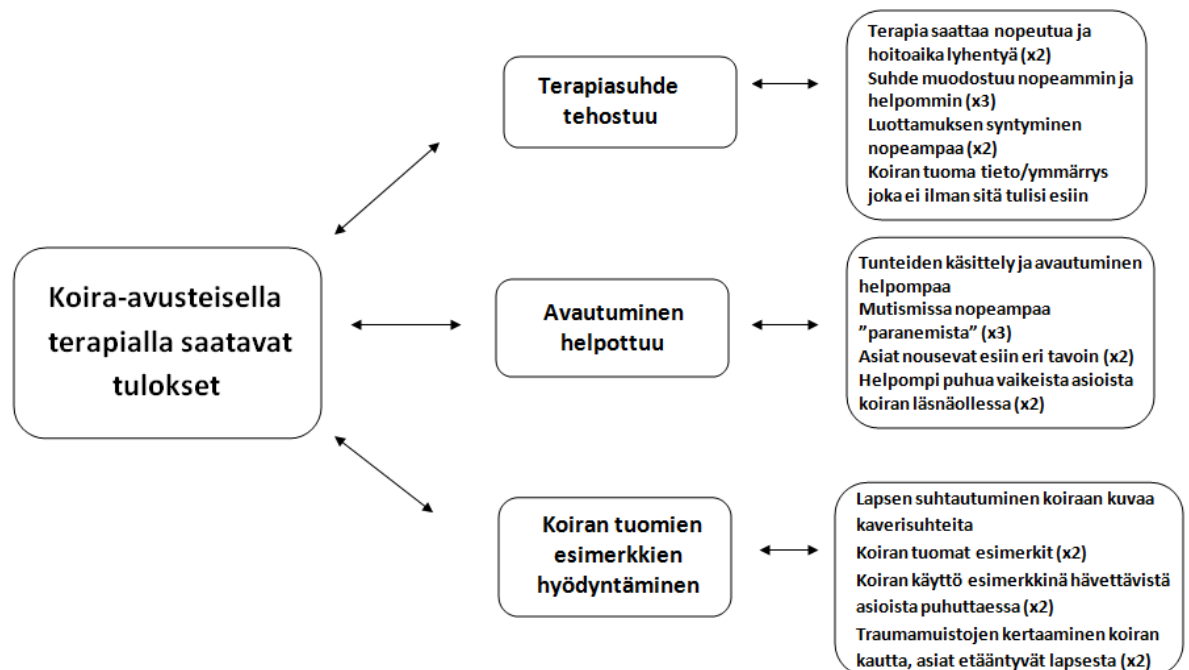 Koira-avusteisella
terapialla saatavat
tulokset
Terapiasuhde
tehostuu
Terapia saattaa nopeutua ja
hoitoaika lyhentyä (x2)
Suhde muodostuu nopeammin ja
helpommin (x3)
Luottamuksen syntyminen
nopeampaa (x2)
Koiran tuoma tieto/ymmärrys
joka ei ilman sitä tulisi esiin
Avautuminen
helpottuu
Tunteiden käsittely ja avautuminen
helpompaa
Mutismissa nopeampaa
”paranemista” (x3)
Asiat nousevat esiin eri tavoin (x2)
Helpompi puhua vaikeista asioista
koiran läsnäollessa (x2)
Koiran tuomien
esimerkkien
hyödyntäminen
Lapsen suhtautuminen koiraan kuvaa
kaverisuhteita
Koiran tuomat esimerkit (x2)
Koiran käyttö esimerkkinä hävettävistä
asioista puhuttaessa (x2)
Traumamuistojen kertaaminen koiran
kautta, asiat etääntyvät lapsesta (x2)